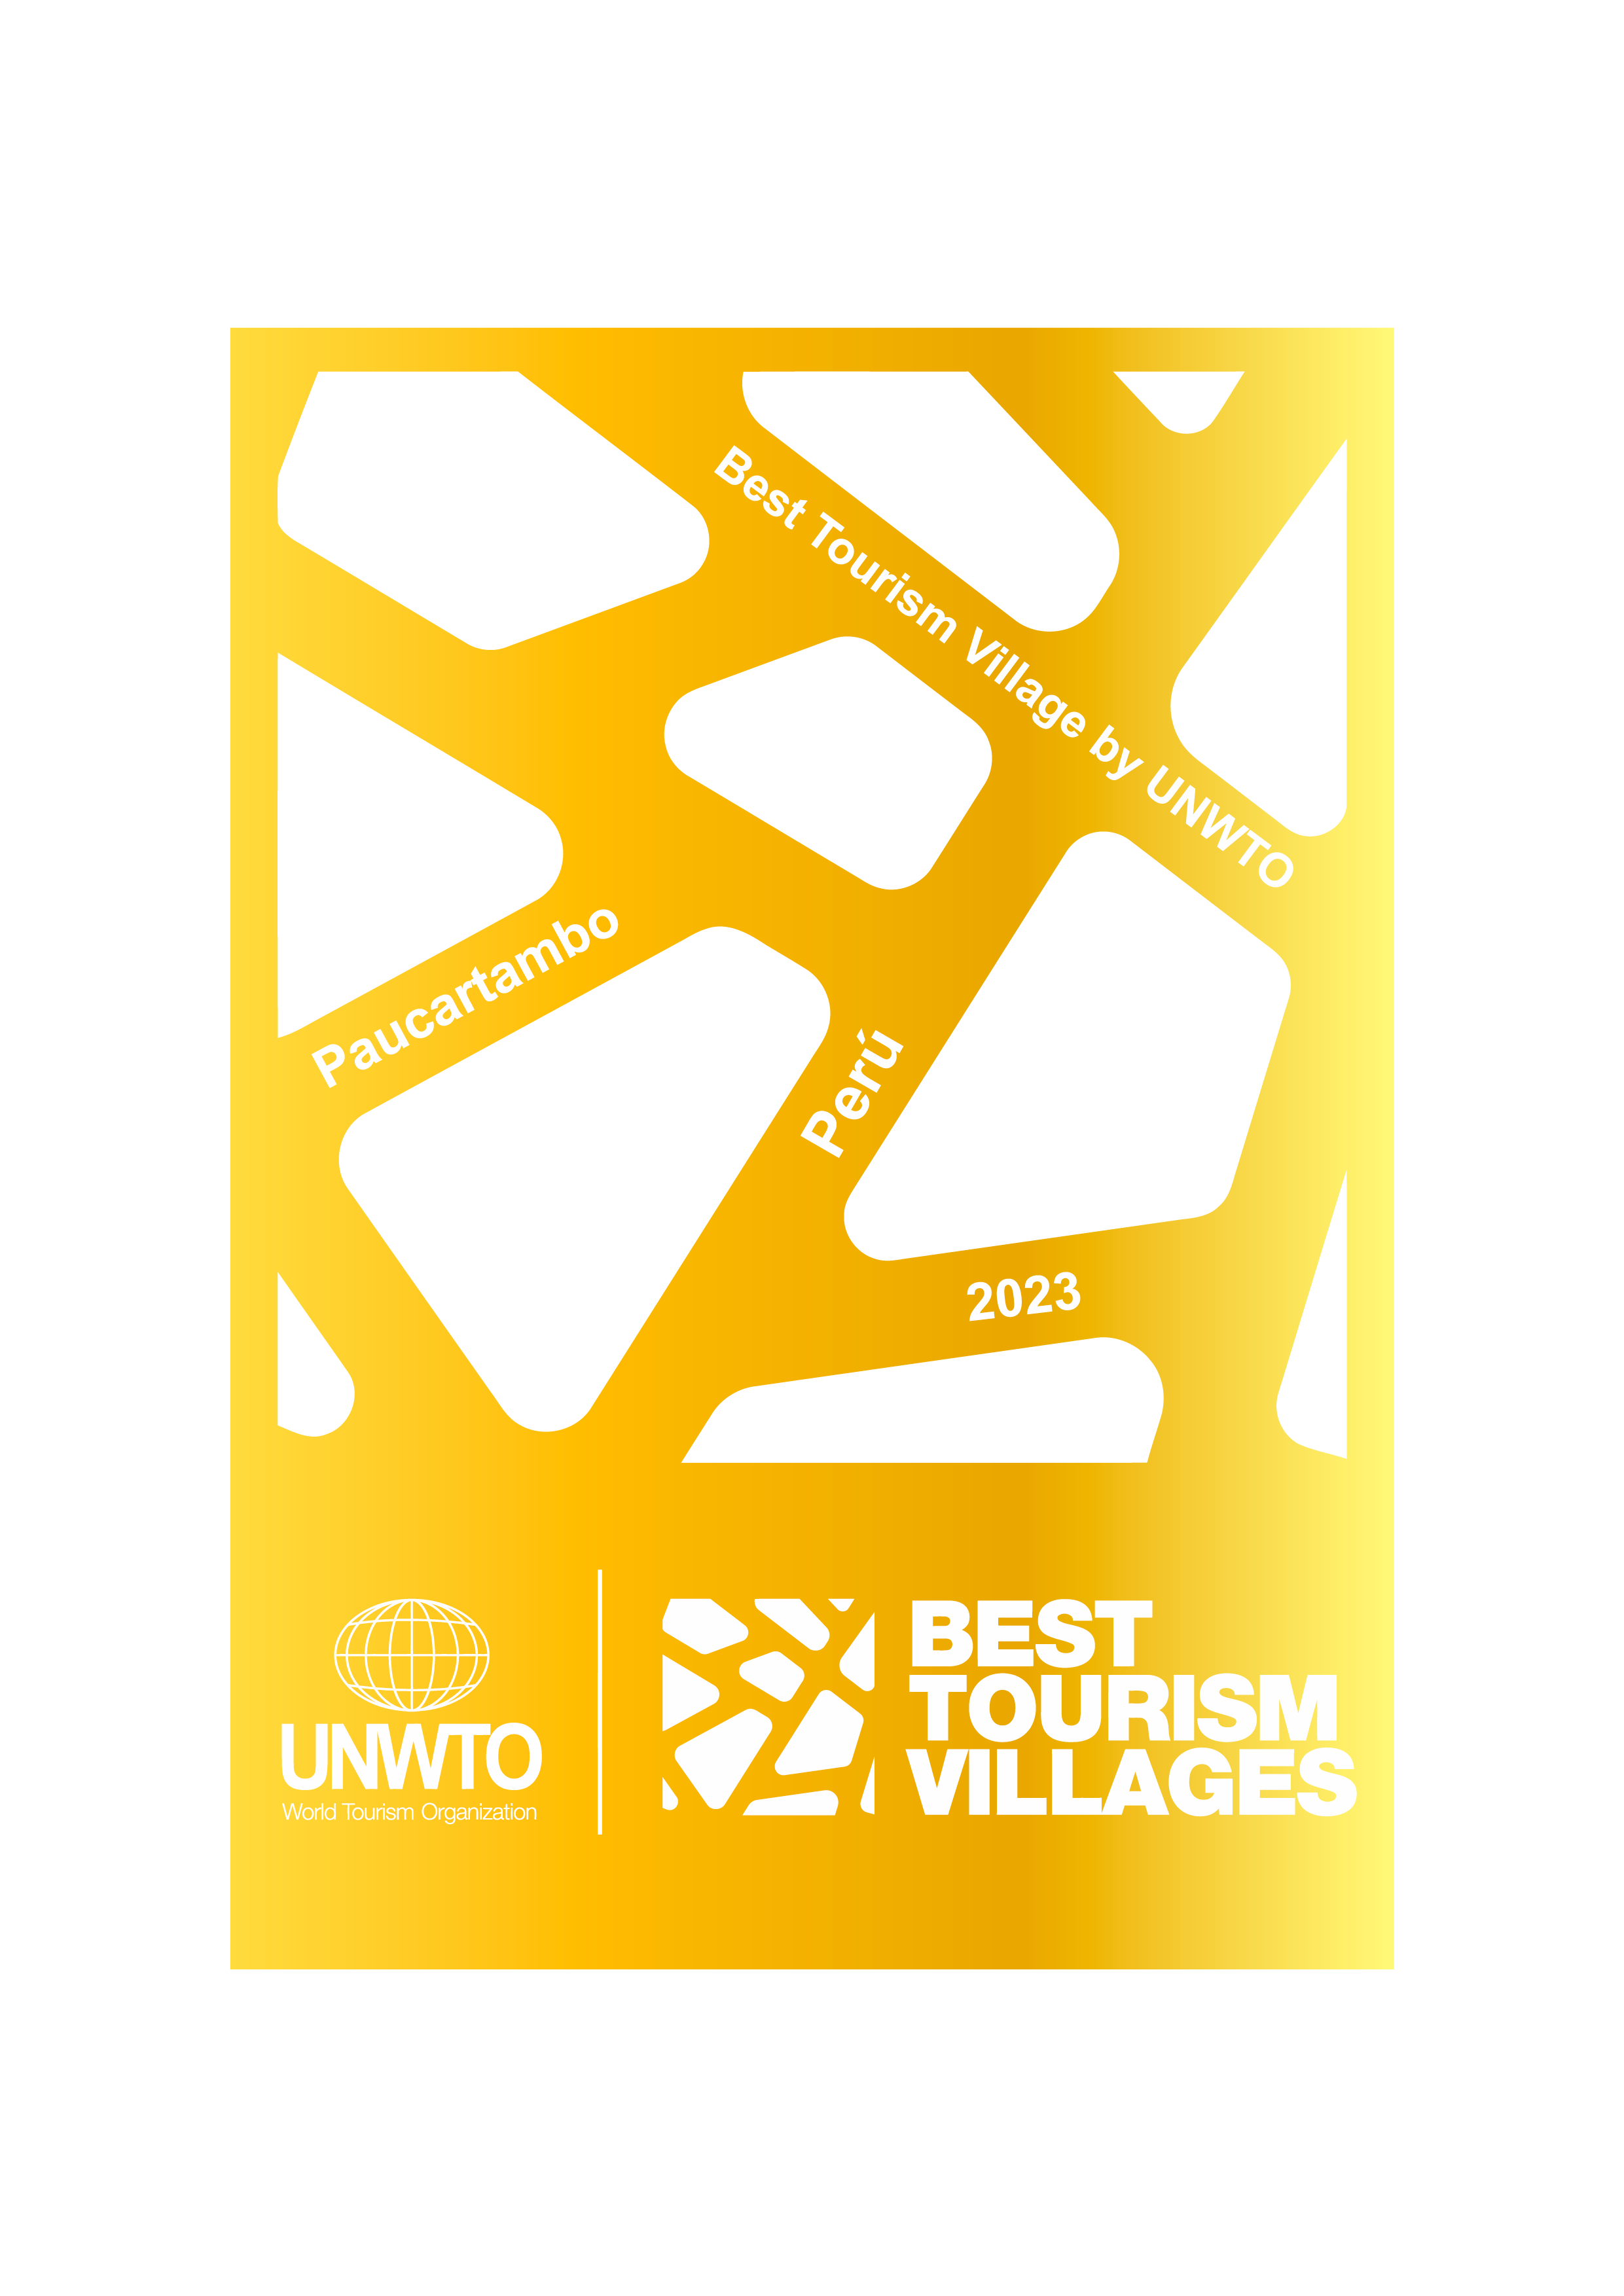 Best Tourism Village by UNWTO
Paucartambo
Perú
2023
UNWTO
World Tourism Organization
BEST
TOURISM
VILLAGES